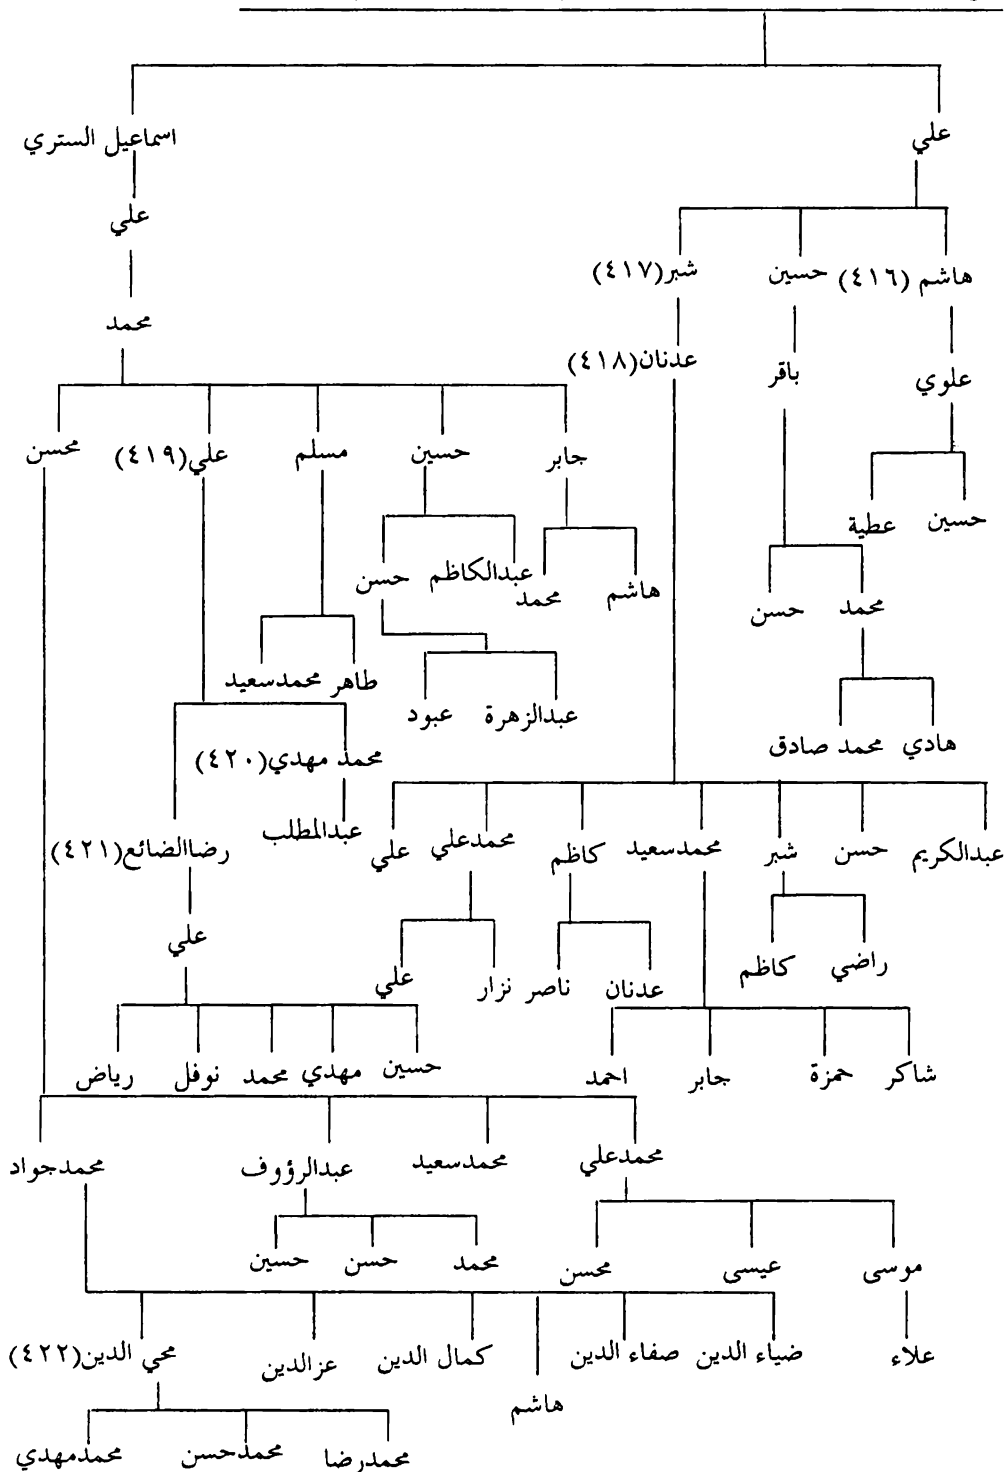 علي
اسماعيل الستري
علي
هاشم (٤١٦)
حسين
شبر(٤١٧)
محمد
علوي
باقر
عدنان(٤١٨)
جابر
حسين
مسلم
علي(٤١٩)
محسن
حسين
عطية
هاشم
محمد
عبدالكاظم
حسن
محمد
حسن
طاهر
محمدسعيد
عبدالزهرة
عبود
هادي
محمد صادق
محمد مهدي(٤٢٠)
عبدالمطلب
رضاالضائع(٤٢١)
عبدالكريم
حسن
شبر
محمدسعيد
كاظم
محمدعلي
علي
علي
راضي
كاظم
عدنان
ناصر
نزار
علي
شاكر
حمزة
جابر
احمد
حسين
مهدي
محمد
نوفل
رياض
محمدعلي
محمدسعيد
عبدالرؤوف
محمدجواد
موسى
عيسى
محسن
محمد
حسن
حسين
علاء
ضياء الدين
صفاء الدين
هاشم
كمال الدين
عزالدين
محي الدين(٤٢٢)
محمدرضا
محمدحسن
محمدمهدي